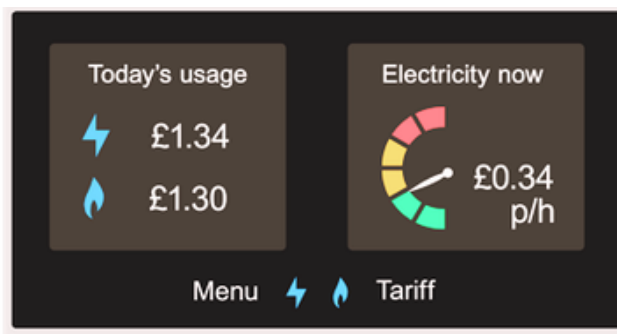 Today's usage
£1.34
£1.30
Electricity now
£0.34
p/h
Menu
Tariff